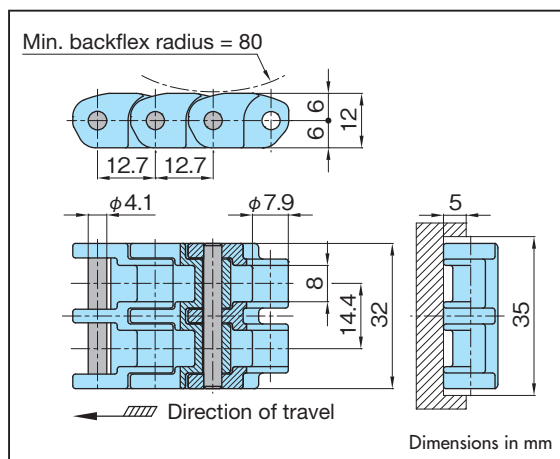 Min. backflex radius = 80
6
6
12
12.7 12.7
φ4.1 φ7.9 5
8
14.4
32
35
Direction of travel
Dimensions in mm